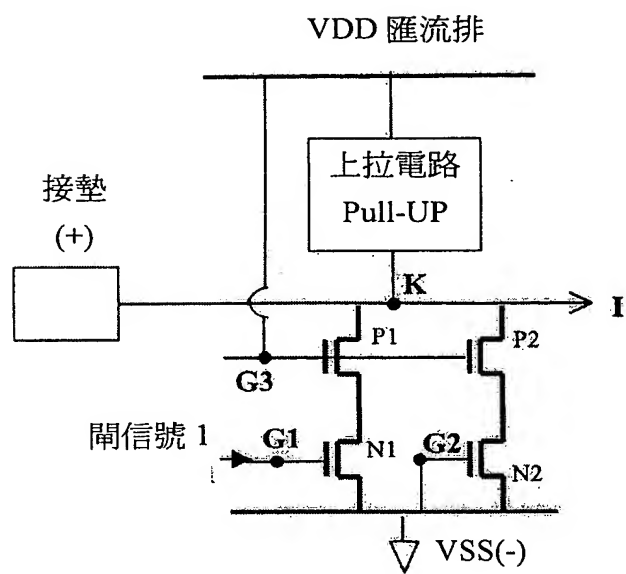 VDD 匯流排
上拉電路
Pull-UP
接墊
(+)
K
I
P1
P2
G3
閘信號 1
G1
N1
G2
N2
VSS(-)